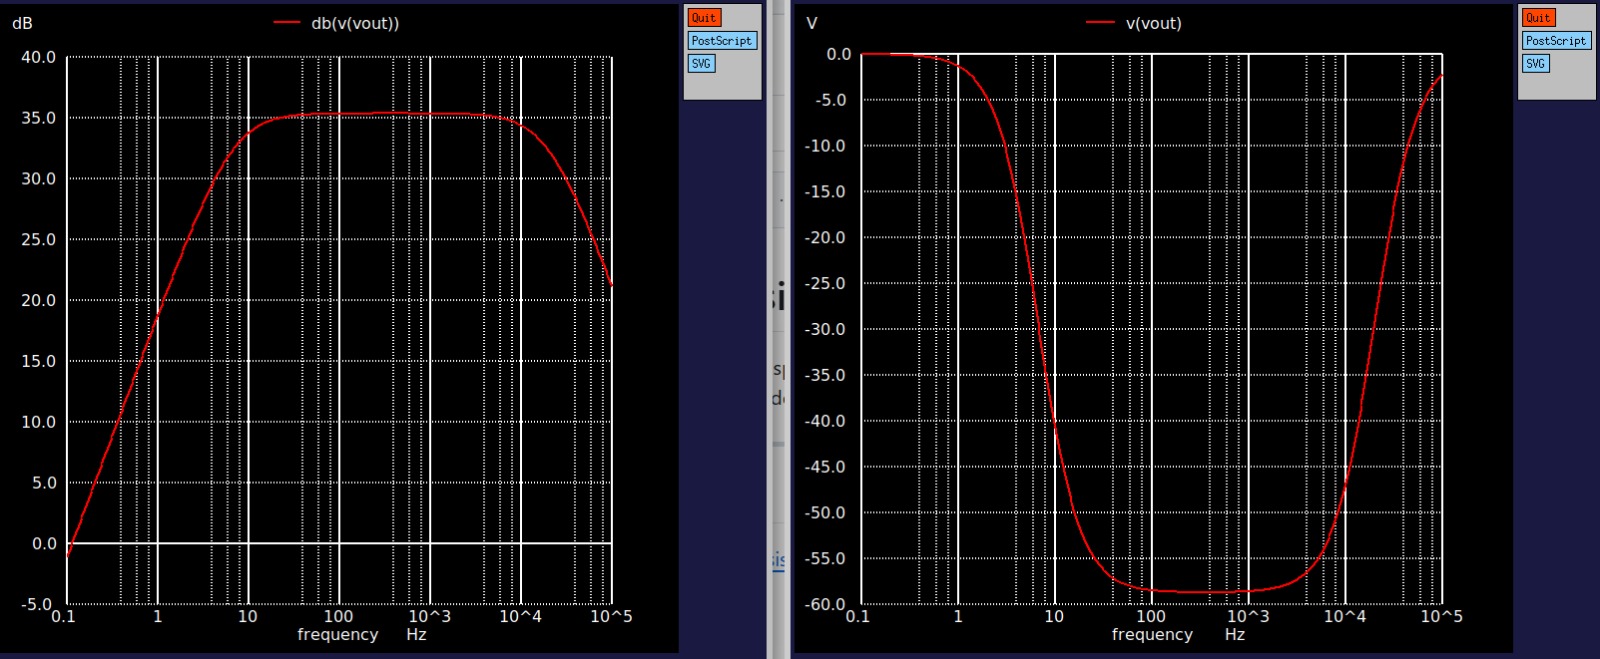 dB
db(v(vout))
Quit
PostScript
SVG
40.0
35.0
30.0
25.0
20.0
15.0
10.0
5.0
0.0
-5.0
0.1 1 10 100 10^3 10^4 10^5
frequency Hz
si
sp
de
sis
V
v(vout)
Quit
PostScript
SVG
0.0
-5.0
-10.0
-15.0
-20.0
-25.0
-30.0
-35.0
-40.0
-45.0
-50.0
-55.0
-60.0
0.1 1 10 100 10^3 10^4 10^5
frequency Hz